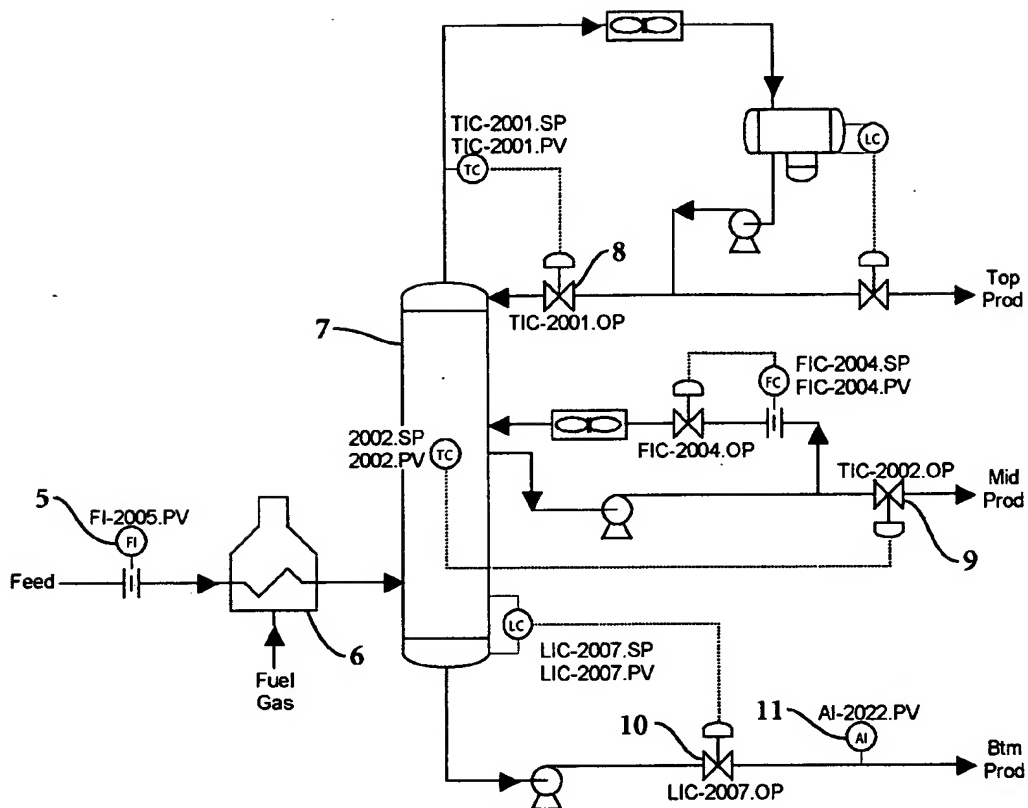 TIC-2001.SP
TIC-2001.PV
TC
LC
8
Top
Prod
TIC-2001.OP
7
FIC-2004.SP
FIC-2004.PV
FC
2002.SP
2002.PV
TC
FIC-2004.OP
TIC-2002.OP
Mid
Prod
9
5
FI-2005.PV
FI
Feed
6
Fuel
Gas
LC
LIC-2007.SP
LIC-2007.PV
10
11
AI-2022.PV
AI
LIC-2007.OP
Btm
Prod